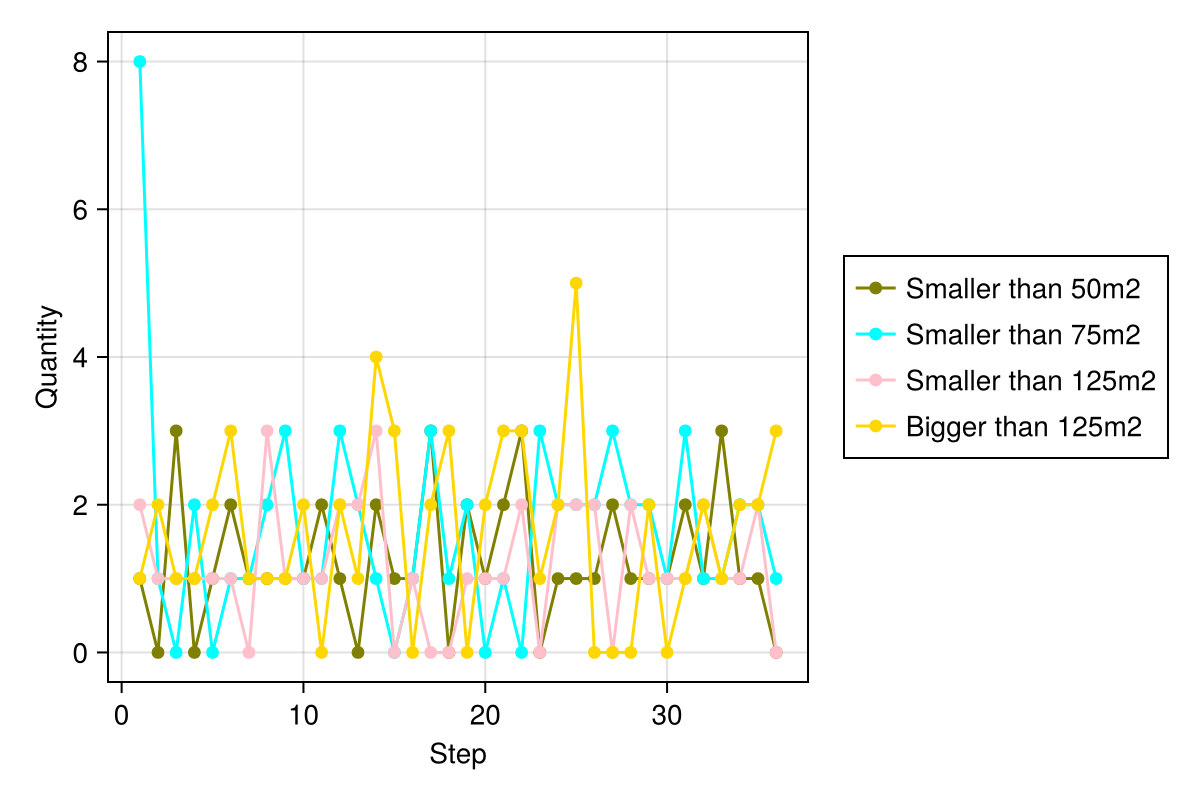 8
6
4
2
0
Quantity
0 10 20 30
Step
Smaller than 50m2
Smaller than 75m2
Smaller than 125m2
Bigger than 125m2